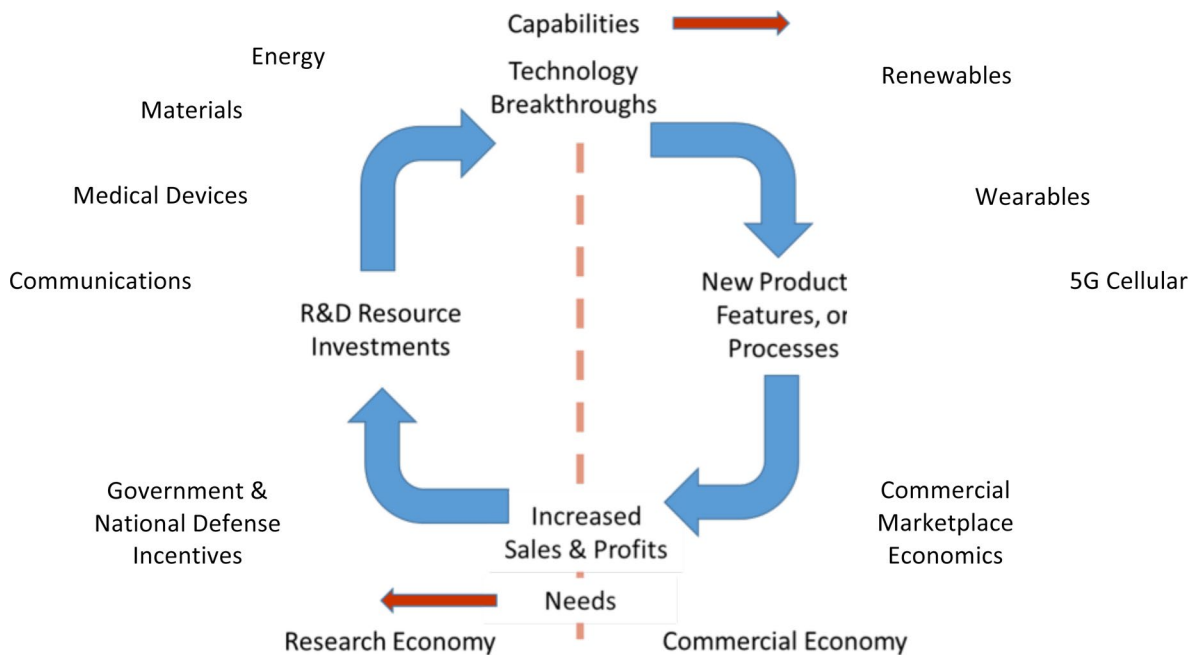 Capabilities
Energy
Technology
Breakthroughs
Renewables
Materials
Medical Devices
Wearables
Communications
New Product
Features, or
Processes
5G Cellular
R&D Resource
Investments
Government &
National Defense
Incentives
Increased
Sales & Profits
Commercial
Marketplace
Economics
Needs
Research Economy
Commercial Economy